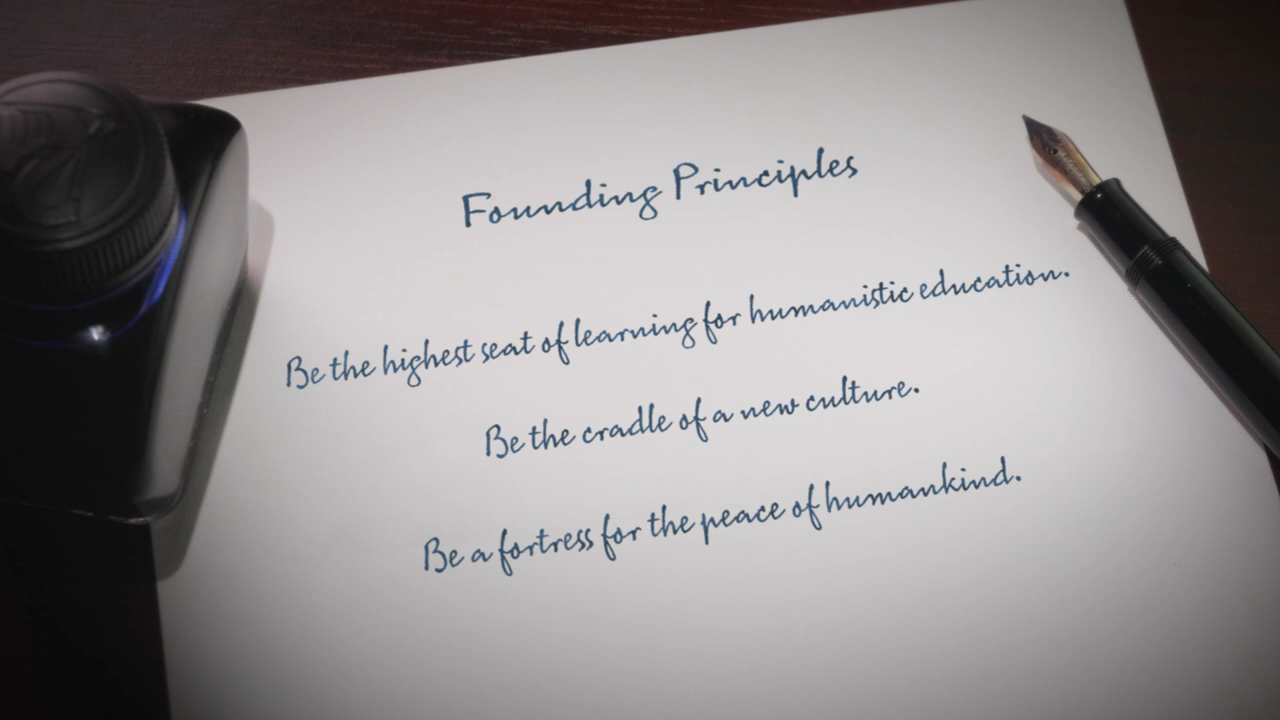 Founding Principles
Be the highest seat of learning for humanistic education.
Be the cradle of a new culture.
Be a fortress for the peace of humankind.